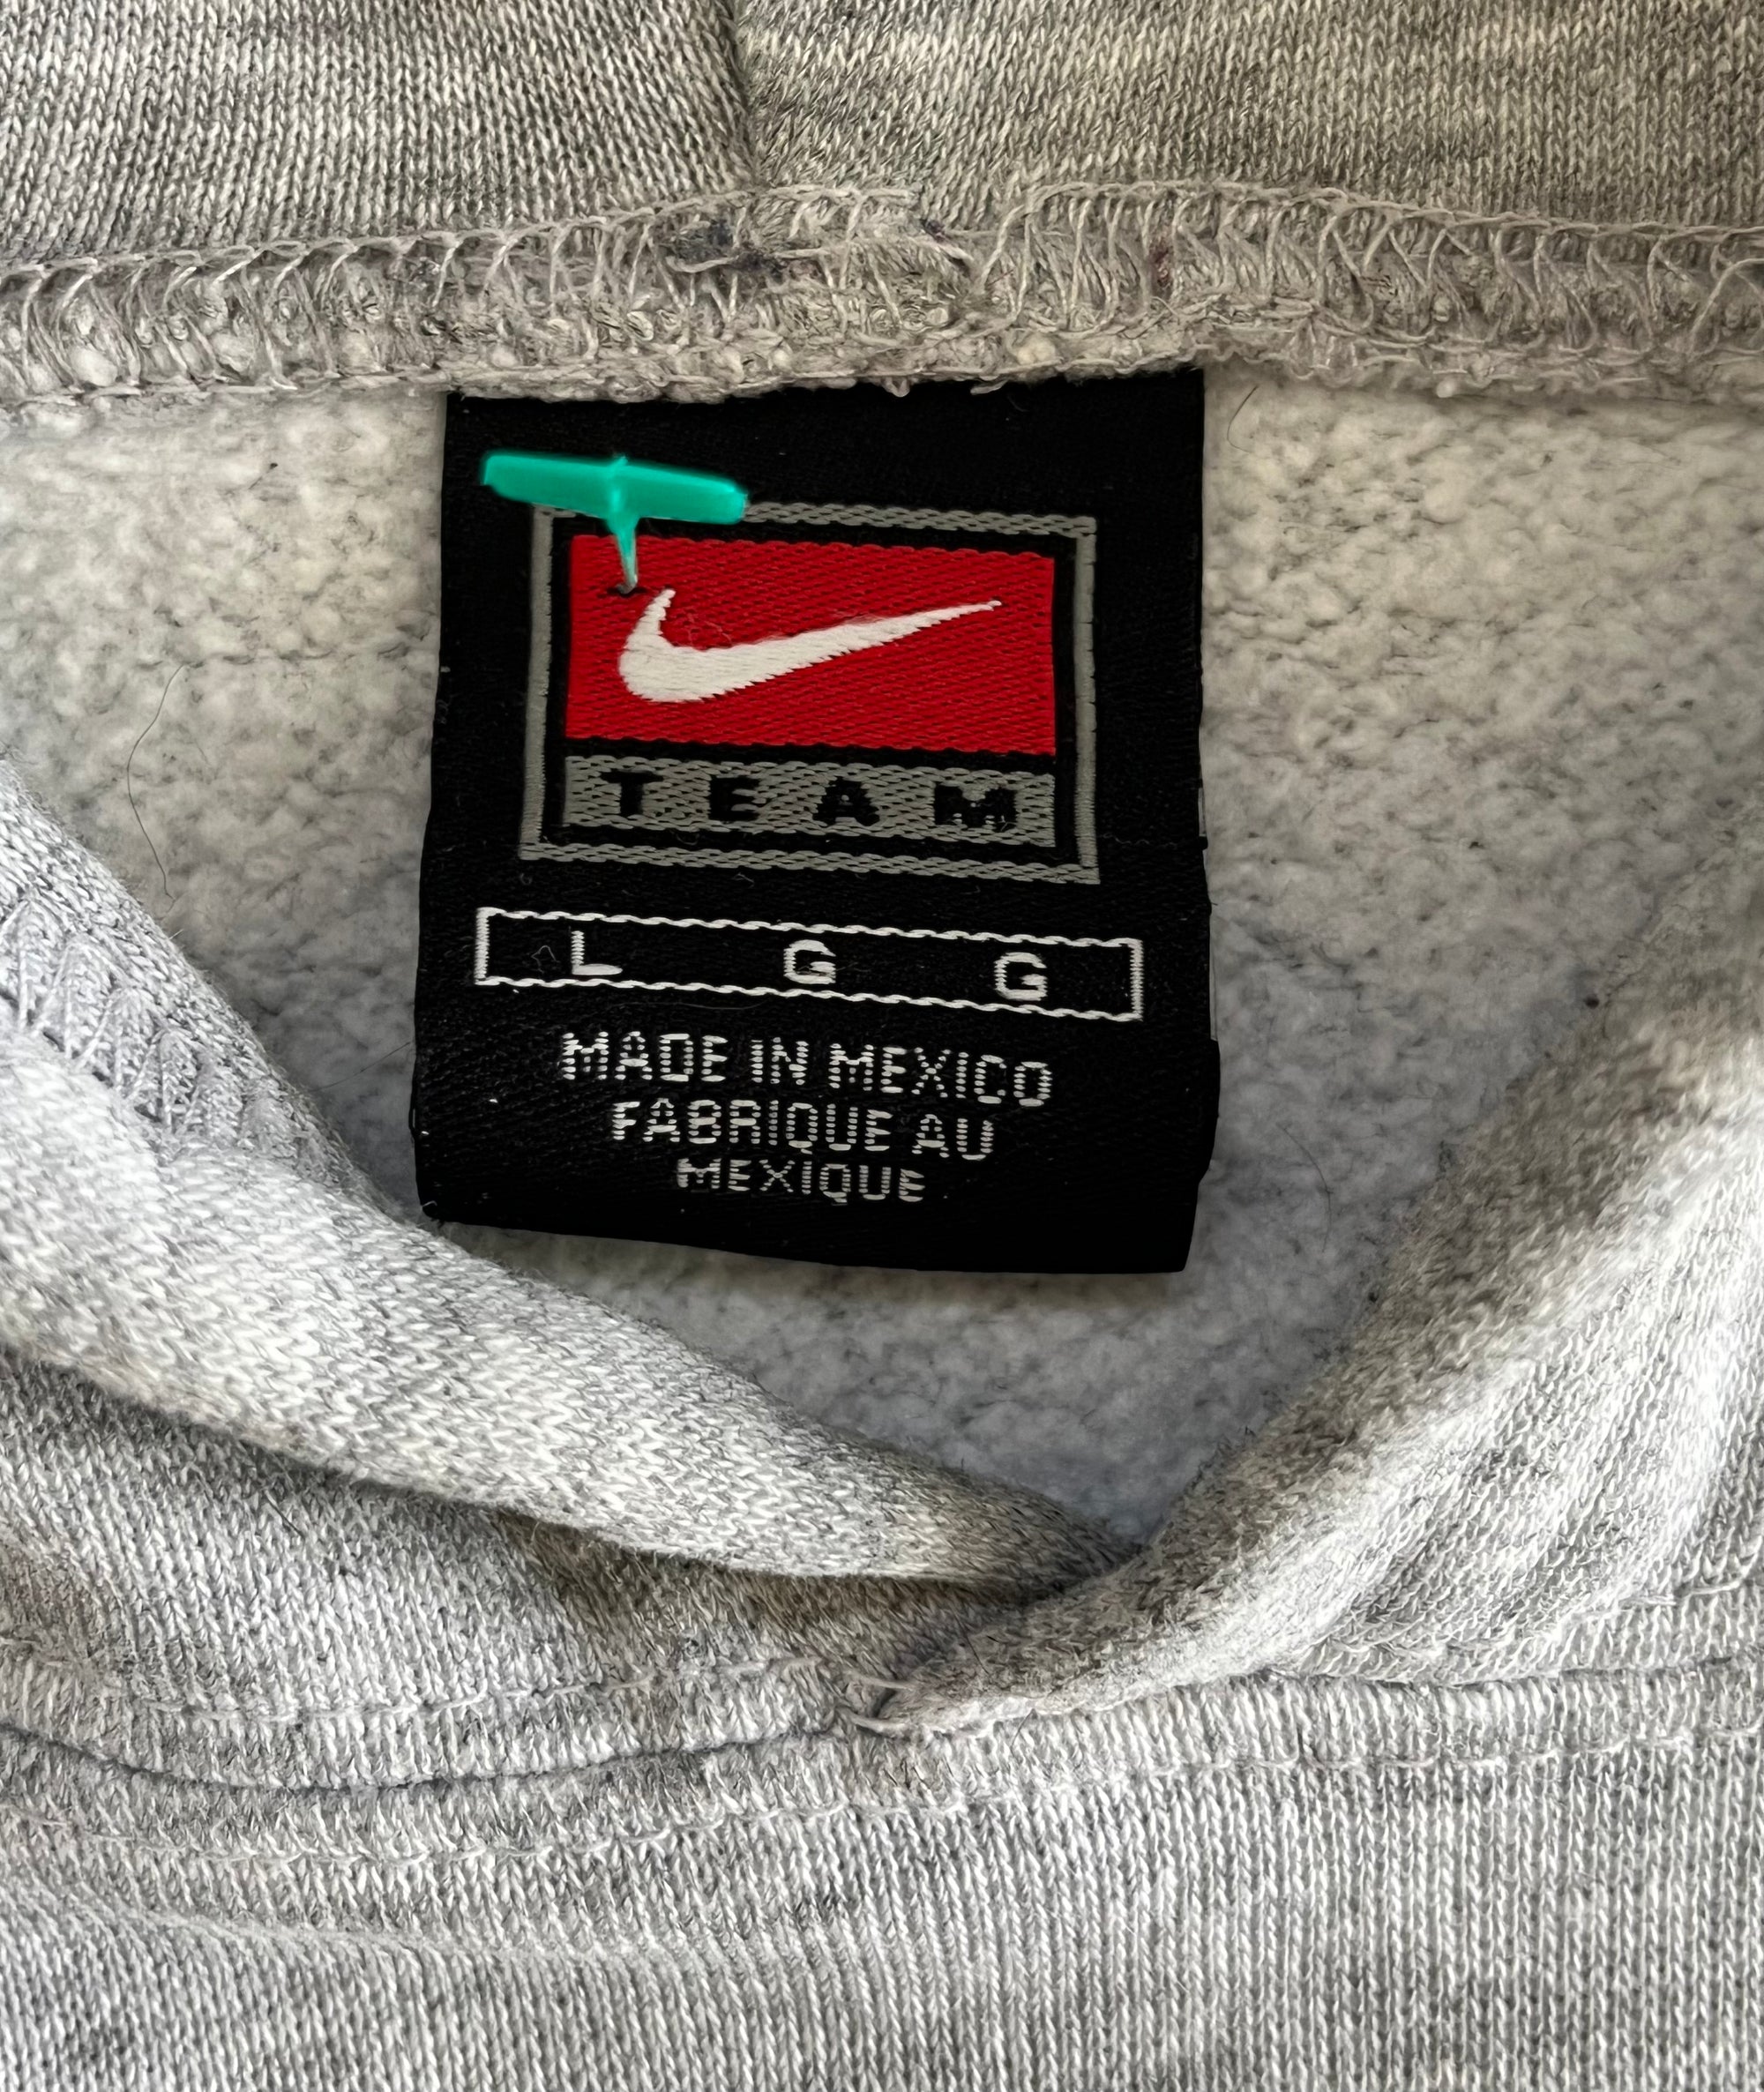 TEAM
L G G
MADE IN MEXICO
FABRIQUE AU
MEXIQUE